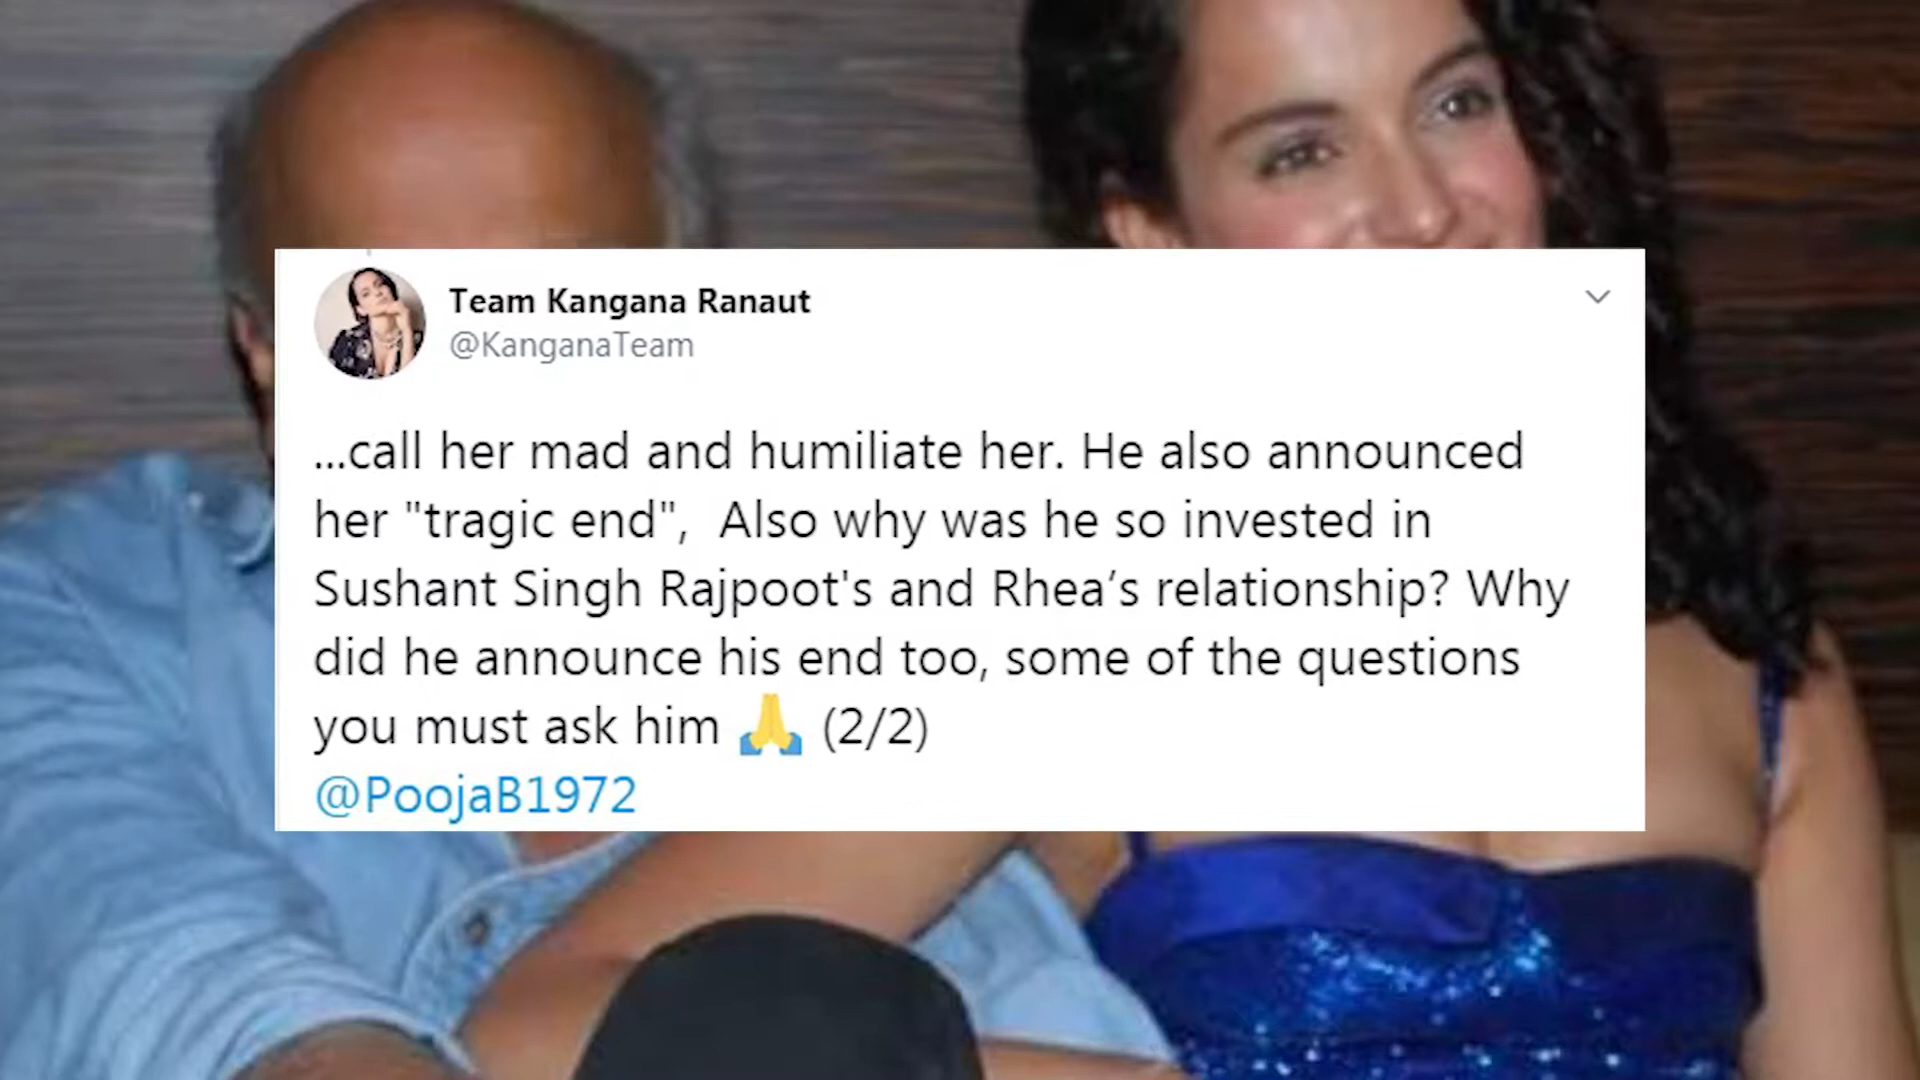 Team Kangana Ranaut
@KanganaTeam
...call her mad and humiliate her. He also announced
her "tragic end",  Also why was he so invested in
Sushant Singh Rajpoot's and Rhea’s relationship? Why
did he announce his end too, some of the questions
you must ask him 🙏 (2/2)
@PoojaB1972